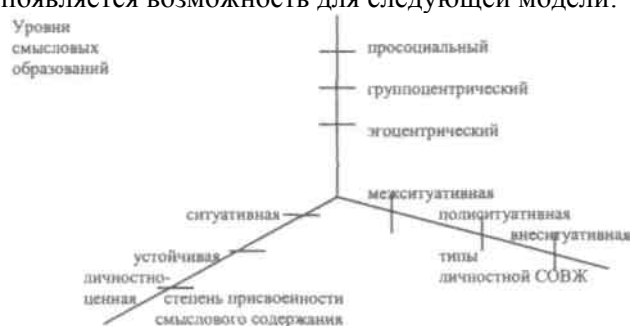 появляется возможность для следующей модели:
Уровни
смысловых
образований
просоциальный
группоцентрический
эгоцентрический
межситуативная
ситуативная
полиситуативная
внеситуативная
устойчивая
типы
личностной СОВЖ
личностно-
ценная
степень присвоенности
смыслового содержания